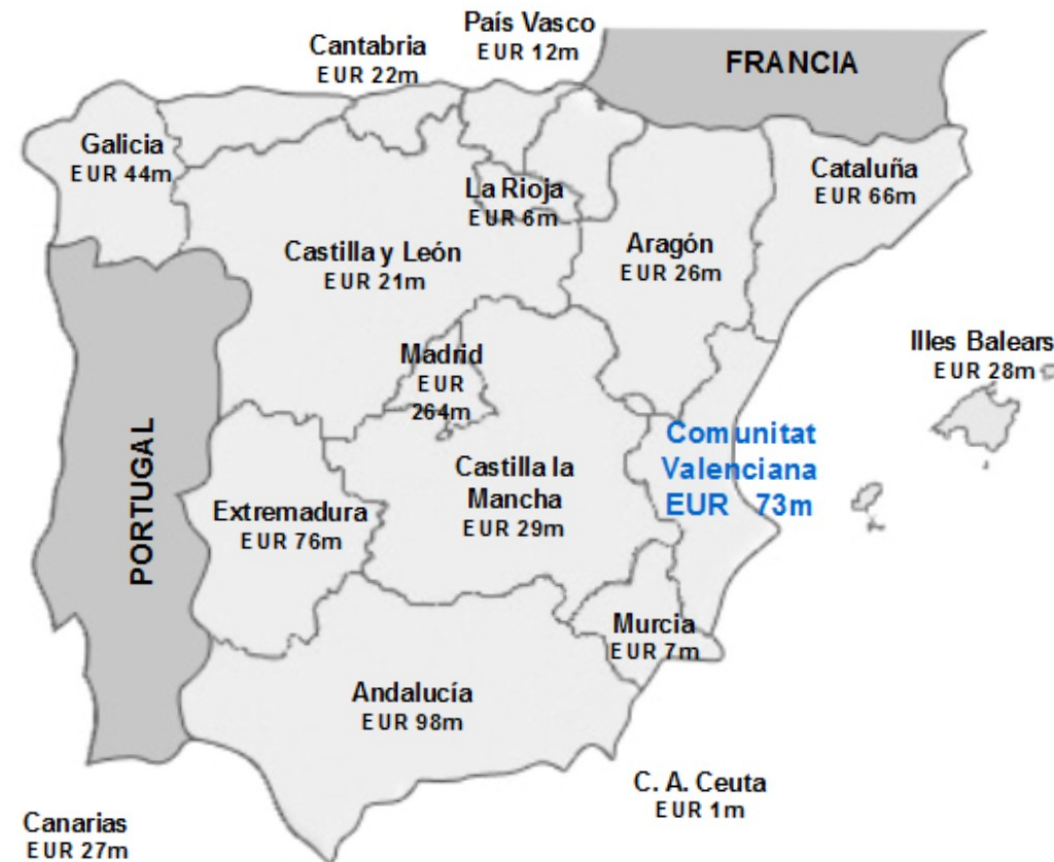 País Vasco
EUR 12m
Cantabria
EUR 22m
FRANCIA
Galicia
EUR 44m
La Rioja
EUR 6m
Cataluña
EUR 66m
Castilla y León
EUR 21m
Aragón
EUR 26m
Illes Balears
EUR 28m
Madrid
EUR
264m
PORTUGAL
Comunitat
Valenciana
EUR 73m
Castilla la
Mancha
EUR 29m
Extremadura
EUR 76m
Murcia
EUR 7m
Andalucía
EUR 98m
C. A. Ceuta
EUR 1m
Canarias
EUR 27m